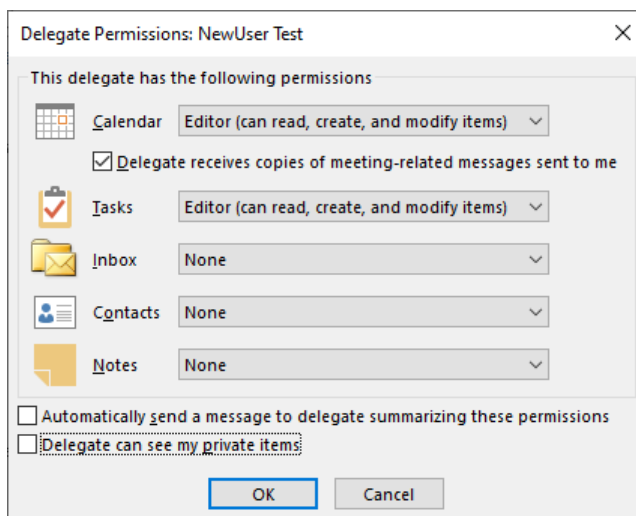 Delegate Permissions: NewUser Test
This delegate has the following permissions
Calendar Editor (can read, create, and modify items)
Delegate receives copies of meeting-related messages sent to me
Tasks Editor (can read, create, and modify items)
Inbox None
Contacts None
Notes None
Automatically send a message to delegate summarizing these permissions
Delegate can see my private items
OK Cancel